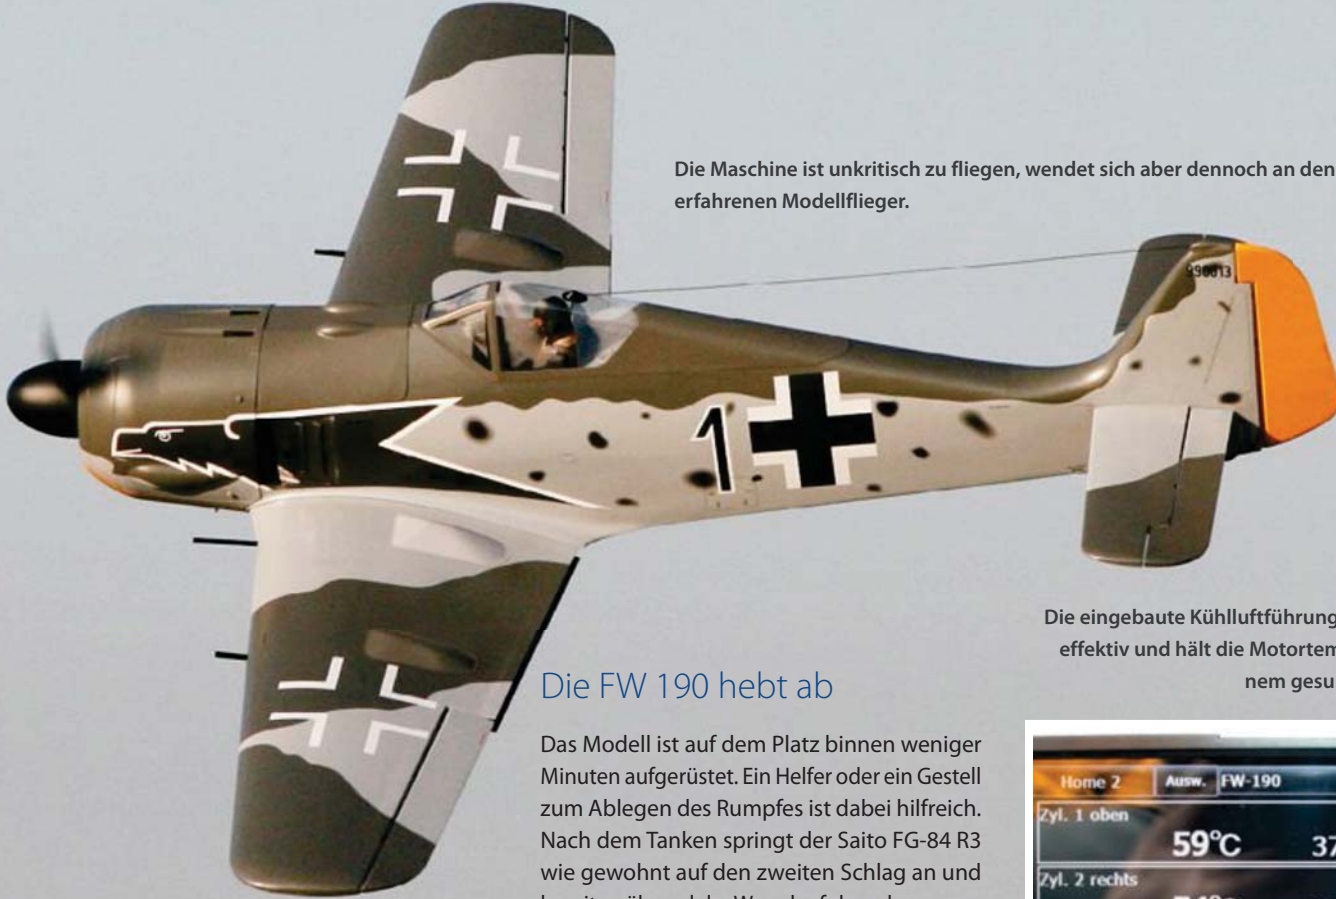 Die Maschine ist unkritisch zu fliegen, wendet sich aber dennoch an den
erfahrenen Modellflieger.
990013
1
Die eingebaute Kühlluftführung
effektiv und hält die Motortem
nem gesu
Die FW 190 hebt ab
Das Modell ist auf dem Platz binnen weniger
Minuten aufgerüstet. Ein Helfer oder ein Gestell
zum Ablegen des Rumpfes ist dabei hilfreich.
Nach dem Tanken springt der Saito FG-84 R3
wie gewohnt auf den zweiten Schlag an und
Home 2 Ausw. FW-190
Zyl. 1 oben
59°C 37
Zyl. 2 rechts